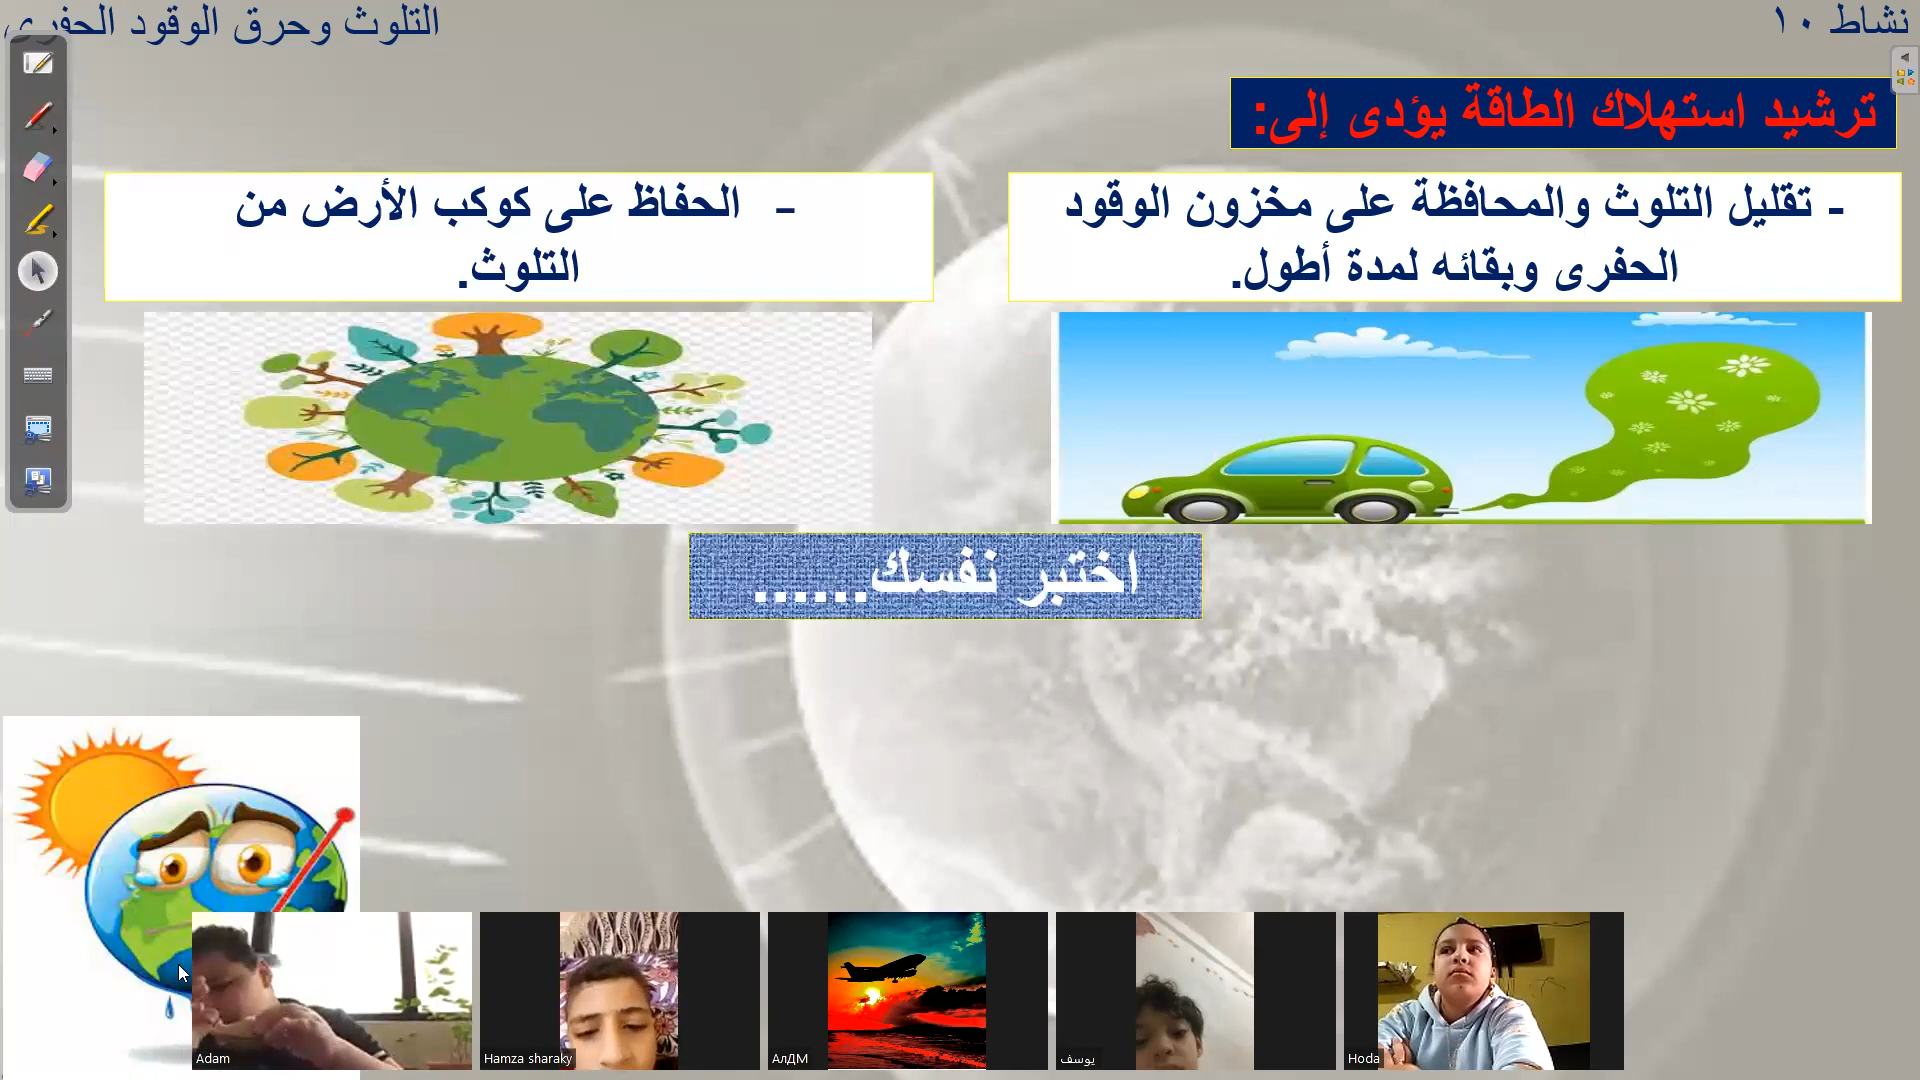 نشاط ١٠
التلوث وحرق الوقود الحفرى
ترشيد استهلاك الطاقة يؤدى إلى:
- تقليل التلوث والمحافظة على مخزون الوقود
الحفرى وبقائه لمدة أطول.
- الحفاظ على كوكب الأرض من
التلوث.
اختبر نفسك......
Adam
Hamza sharaky
АлДМ
يوسف
Hoda